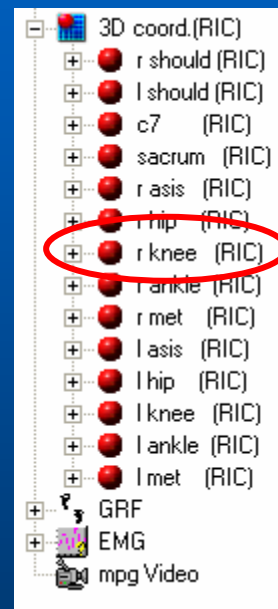 3D coord.(RIC)
r should (RIC)
l should (RIC)
c7 (RIC)
sacrum (RIC)
r asis (RIC)
r hip (RIC)
r knee (RIC)
r ankle (RIC)
r met (RIC)
l asis (RIC)
l hip (RIC)
l knee (RIC)
l ankle (RIC)
l met (RIC)
GRF
EMG
mpg Video